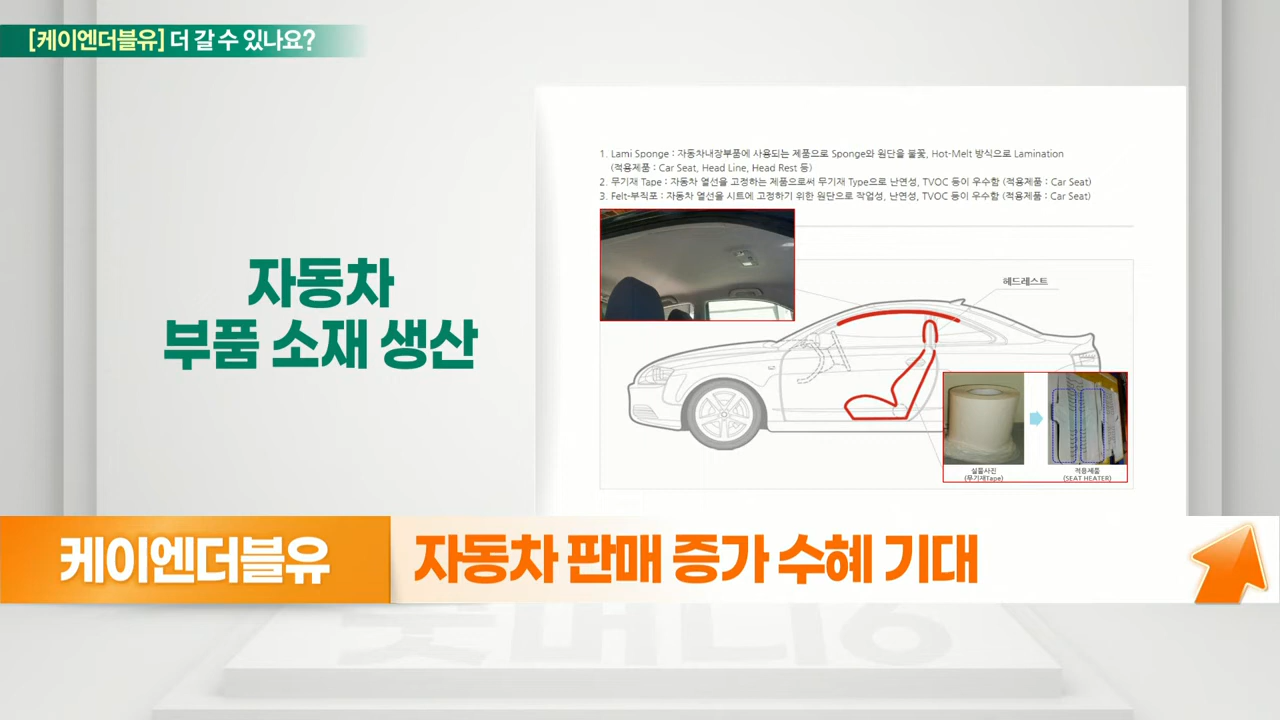 [케이엔더블유] 더 갈 수 있나요?
1. Lami Sponge : 자동차내장부품에 사용되는 제품으로 Sponge와 원단을 불꽃, Hot-Melt 방식으로 Lamination
(적용제품 : Car Seat, Head Line, Head Rest 등)
2. 무기재 Tape : 자동차 열선을 고정하는 제품으로써 무기재 Type으로 난연성, TVOC 등이 우수함 (적용제품 : Car Seat)
3. Felt-부직포 : 자동차 열선을 시트에 고정하기 위한 원단으로 작업성, 난연성, TVOC 등이 우수함 (적용제품 : Car Seat)
자동차
부품 소재 생산
헤드레스트
실품사진
(무기재Tape)
적용제품
(SEAT HEATER)
케이엔더블유
자동차 판매 증가 수혜 기대
굿머니6